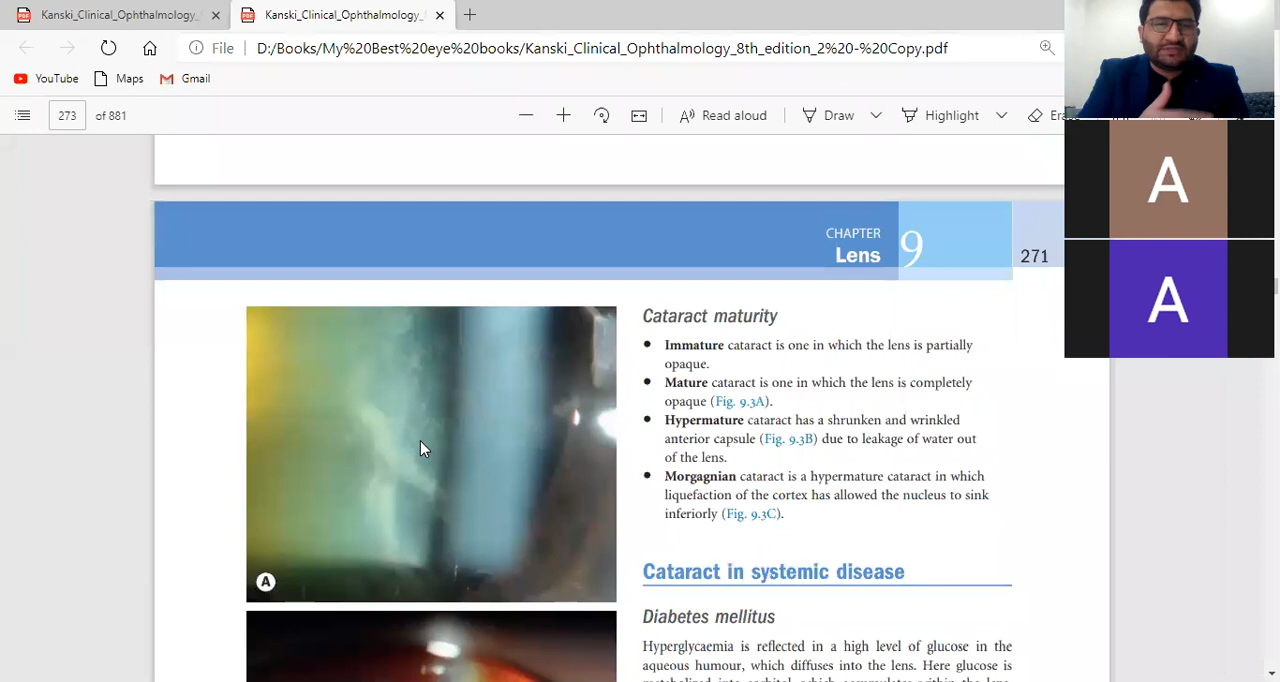 Kanski_Clinical_Ophthalmology_
Kanski_Clinical_Ophthalmology_
File
D:/Books/My%20Best%20eye%20books/Kanski_Clinical_Ophthalmology_8th_edition_2%20-%20Copy.pdf
YouTube Maps Gmail
273 of 881 Read aloud Draw Highlight
CHAPTER
Lens 9 271
Cataract maturity
• Immature cataract is one in which the lens is partially
opaque.
• Mature cataract is one in which the lens is completely
opaque (Fig. 9.3A).
• Hypermature cataract has a shrunken and wrinkled
anterior capsule (Fig. 9.3B) due to leakage of water out
of the lens.
• Morgagnian cataract is a hypermature cataract in which
liquefaction of the cortex has allowed the nucleus to sink
inferiorly (Fig. 9.3C).
Cataract in systemic disease
Diabetes mellitus
Hyperglycaemia is reflected in a high level of glucose in the
aqueous humour, which diffuses into the lens. Here glucose is
A
A
A